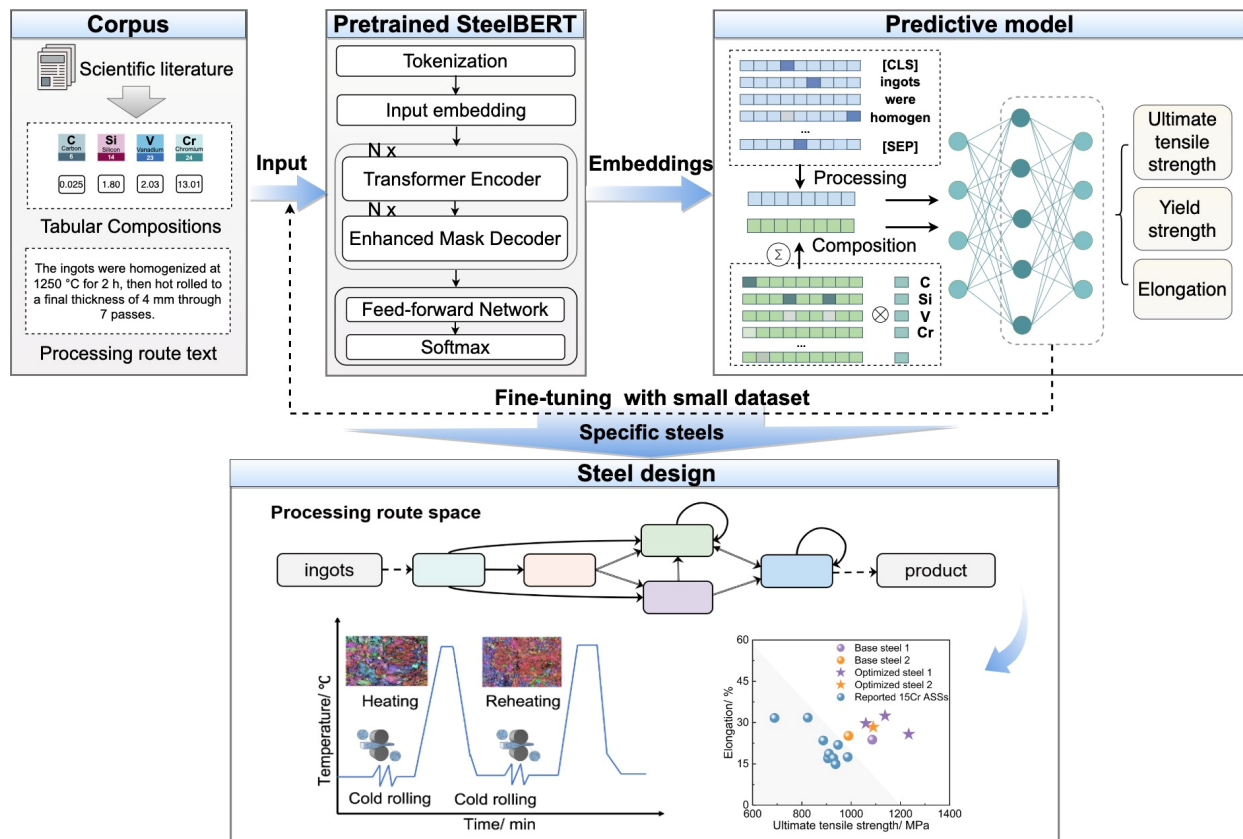 Corpus
Scientific literature
C
Carbon
6
Si
Silicon
14
V
Vanadium
23
Cr
Chromium
24
0.025
1.80
2.03
13.01
Tabular Compositions
The ingots were homogenized at
1250 °C for 2 h, then hot rolled to
a final thickness of 4 mm through
7 passes.
Processing route text
Input
Pretrained SteelBERT
Tokenization
Input embedding
N x
Transformer Encoder
N x
Enhanced Mask Decoder
Feed-forward Network
Softmax
Embeddings
Predictive model
[CLS]
ingots
were
homogen
...
[SEP]
Processing
Composition
Σ
C
Si
V
Cr
...
Ultimate
tensile
strength
Yield
strength
Elongation
Fine-tuning with small dataset
Specific steels
Steel design
Processing route space
ingots
product
Temperature/ °C
Heating
Reheating
Cold rolling
Cold rolling
Time/ min
Elongation/ %
60
45
30
15
0
Base steel 1
Base steel 2
Optimized steel 1
Optimized steel 2
Reported 15Cr ASSs
600
800
1000
1200
1400
Ultimate tensile strength/ MPa